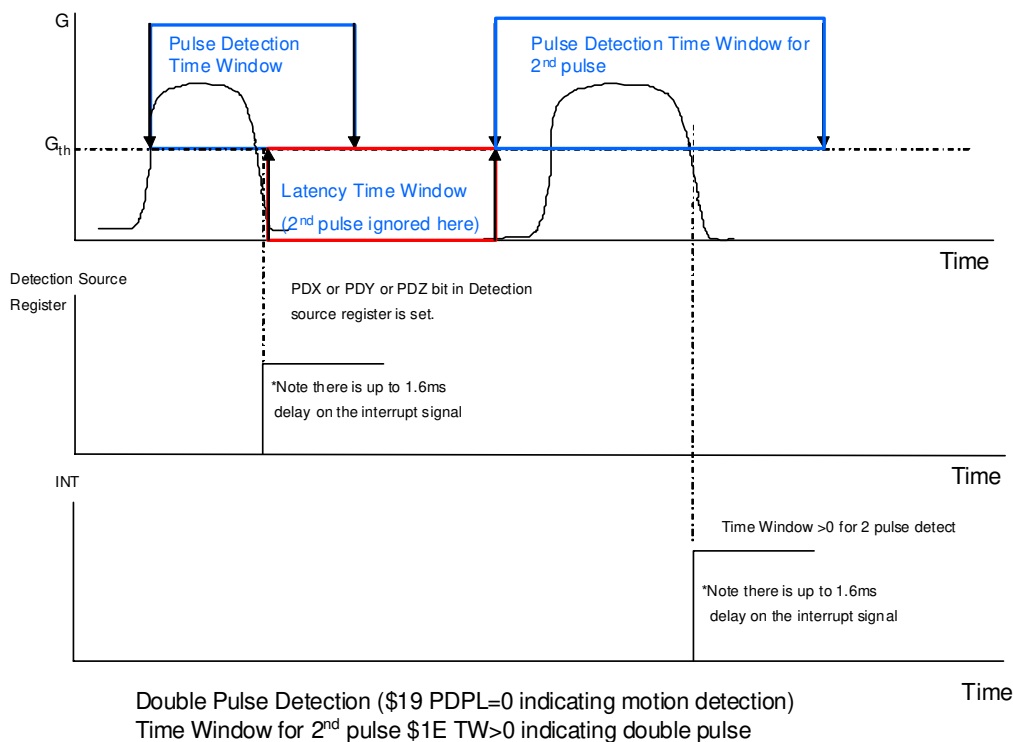 G
Pulse Detection
Time Window
Pulse Detection Time Window for
2nd pulse
Gth
Latency Time Window
(2nd pulse ignored here)
Time
Detection Source
Register
PDX or PDY or PDZ bit in Detection
source register is set.
*Note there is up to 1.6ms
delay on the interrupt signal
Time
INT
Time Window >0 for 2 pulse detect
*Note there is up to 1.6ms
delay on the interrupt signal
Time
Double Pulse Detection ($19 PDPL=0 indicating motion detection)
Time Window for 2nd pulse $1E TW>0 indicating double pulse